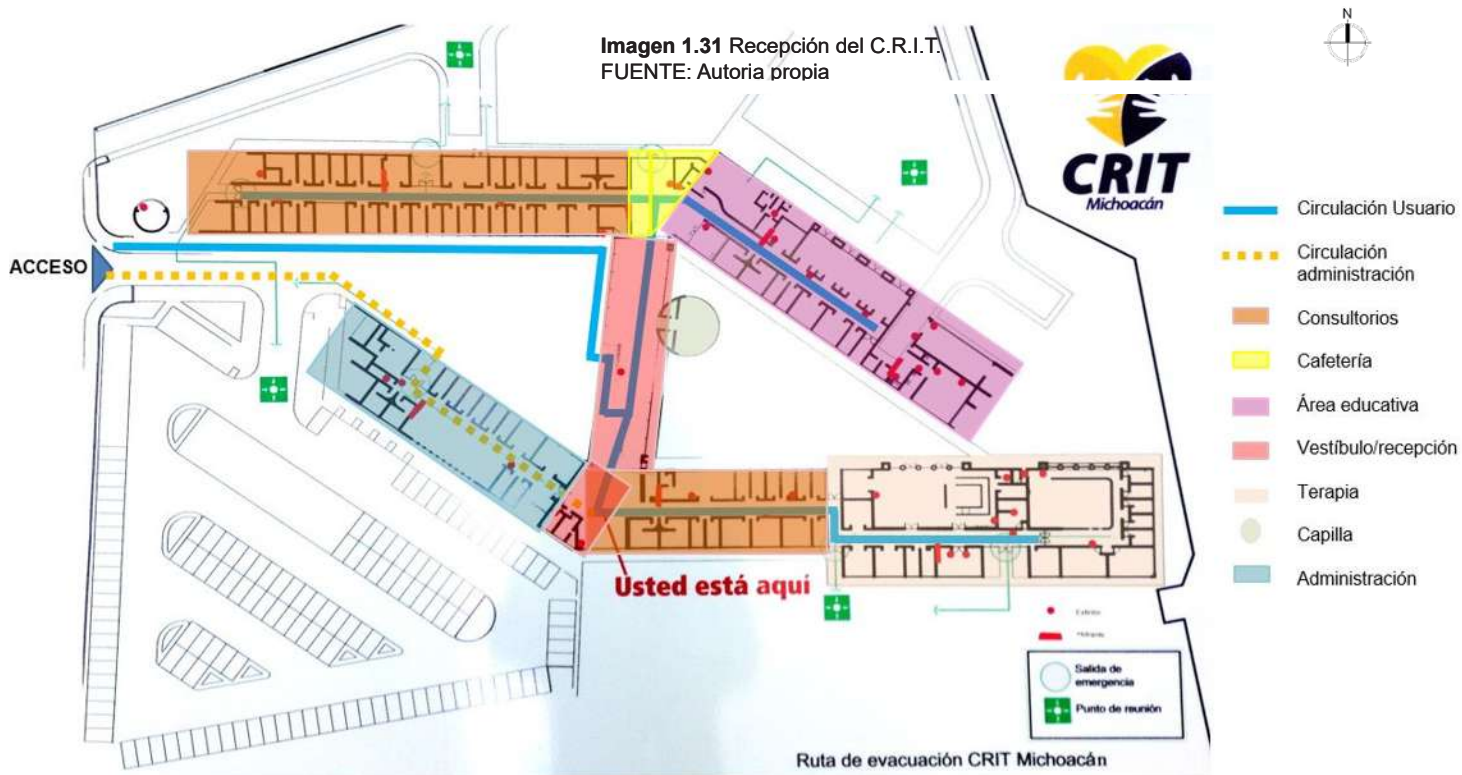 N
Imagen 1.31 Recepción del C.R.I.T.
FUENTE: Autoria propia
CRIT
Michoacán
ACCESO
Circulación Usuario
Circulación
administración
Consultorios
Cafetería
Área educativa
Vestíbulo/recepción
Terapia
Capilla
Administración
Usted está aquí
Salida de
emergencia
Punto de reunión
Ruta de evacuación CRIT Michoacán